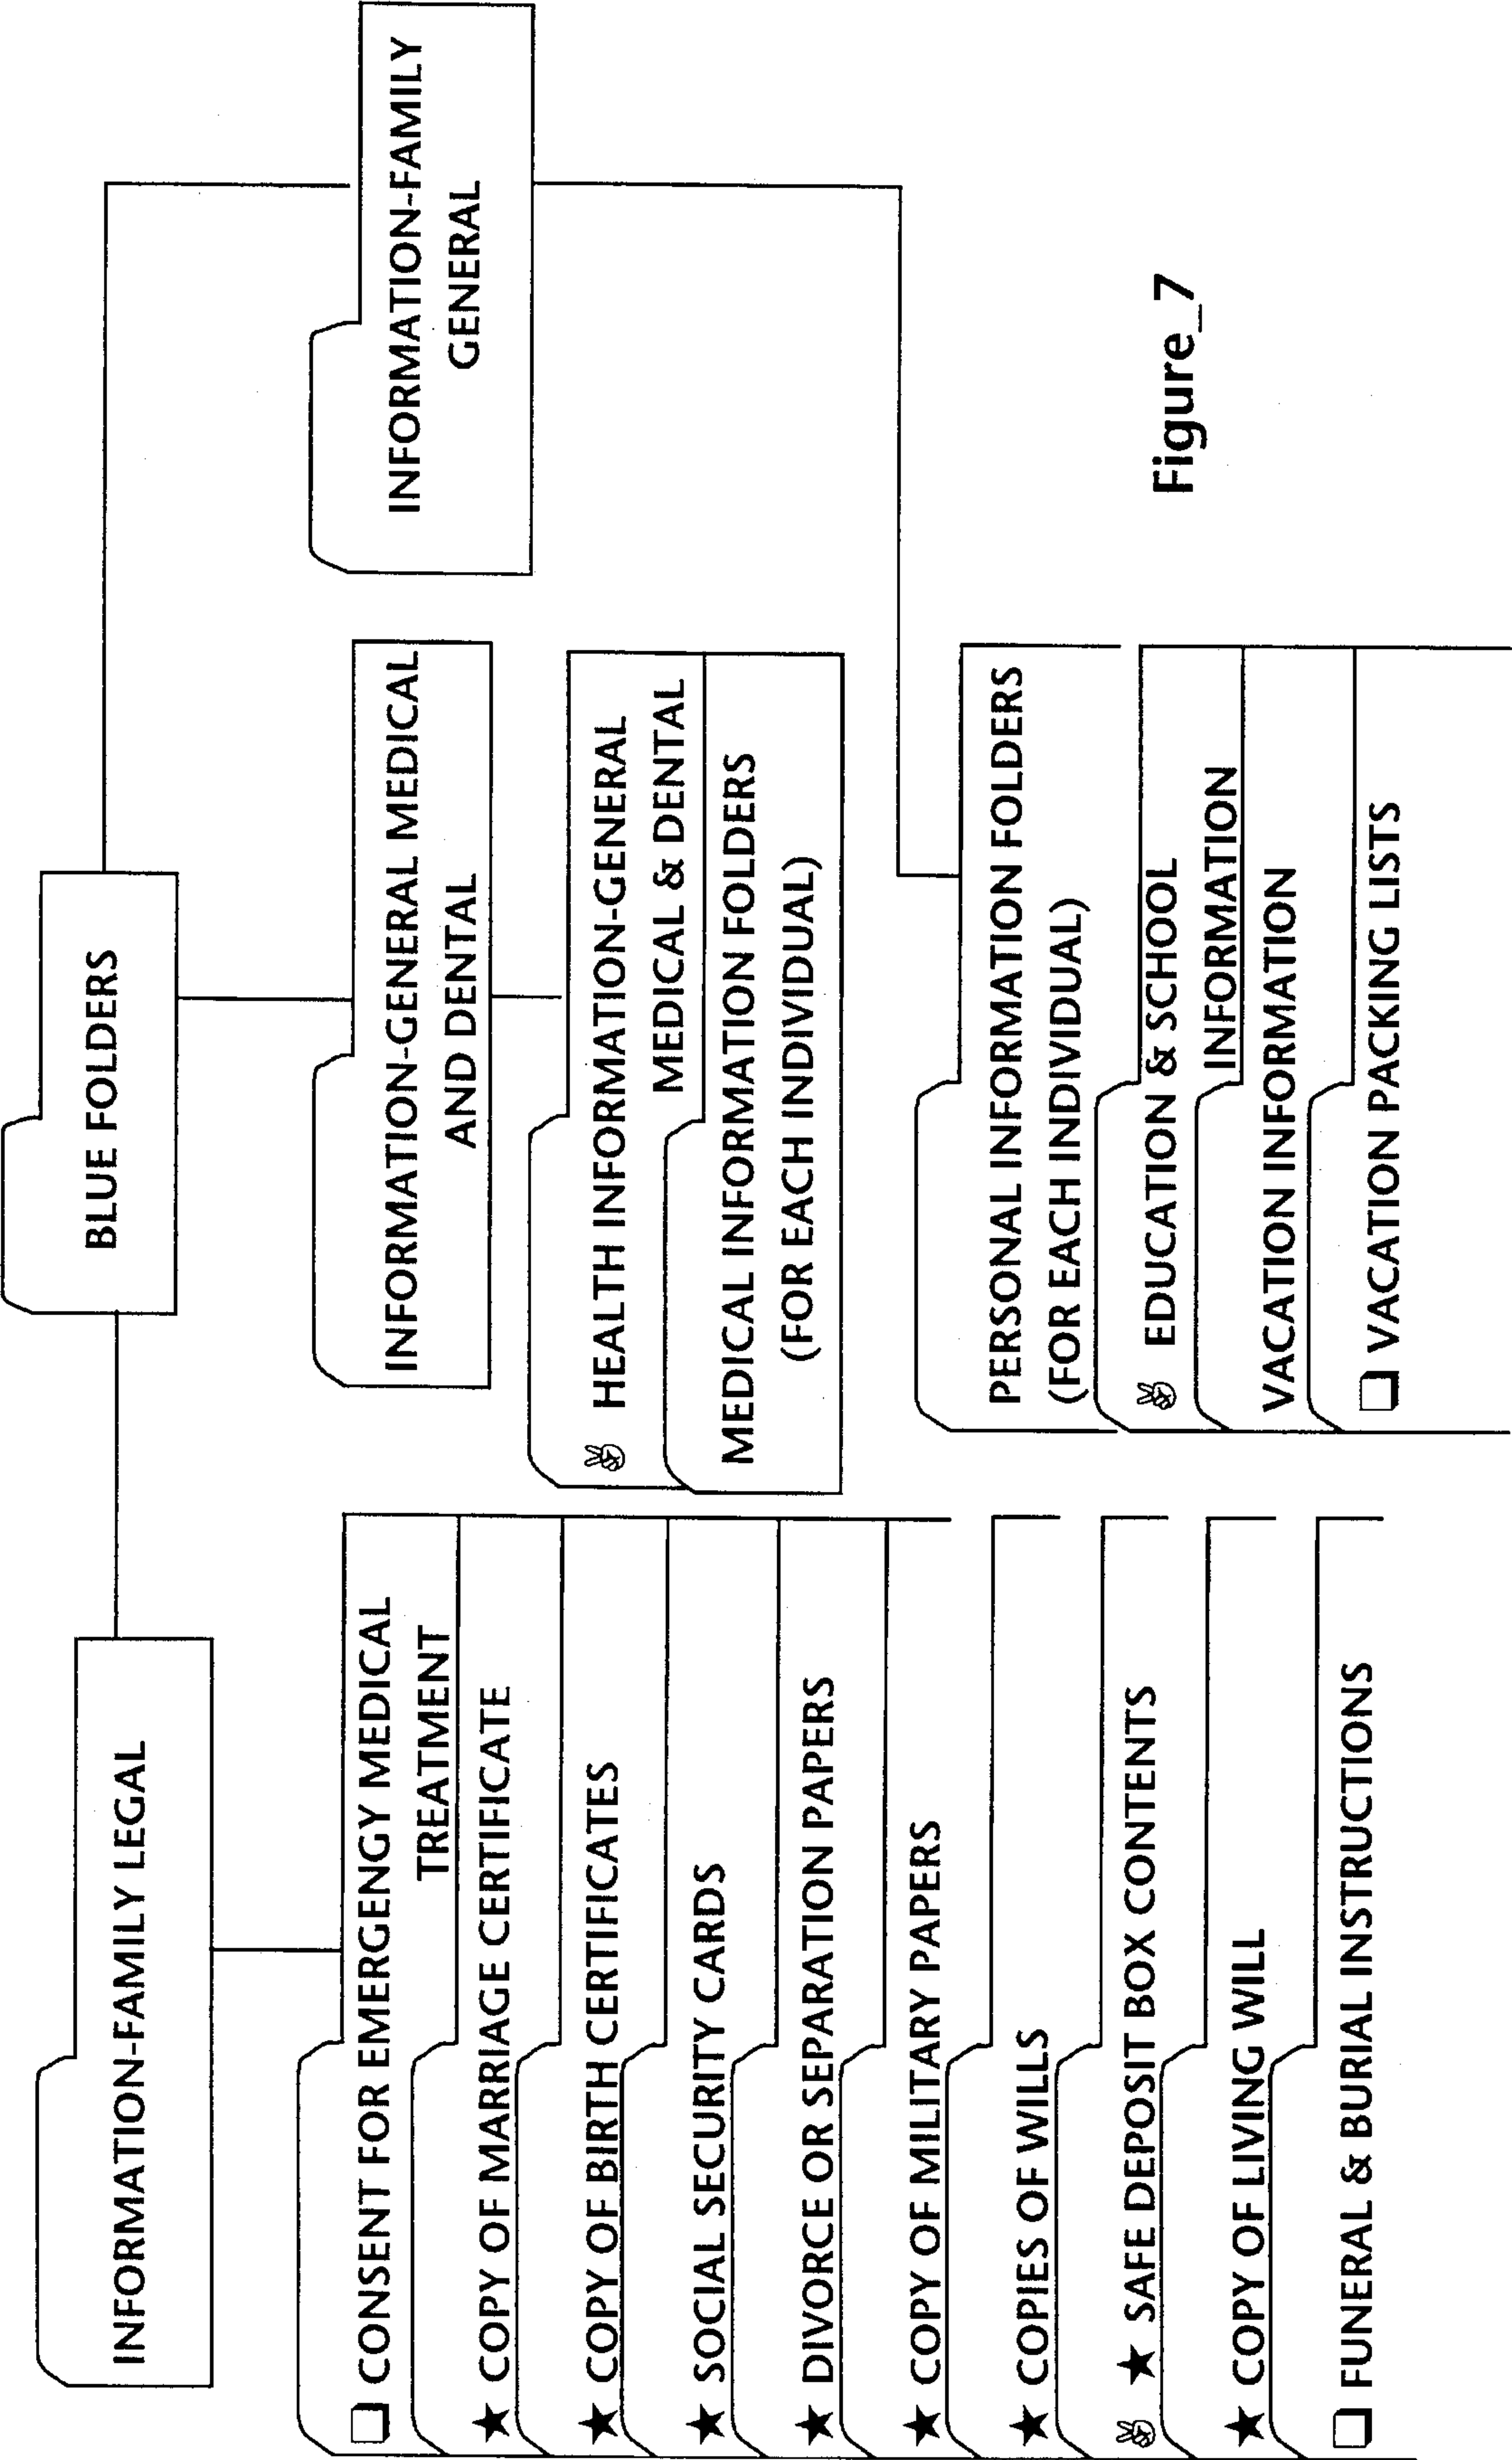 BLUE FOLDERS
INFORMATION-FAMILY LEGAL
❏ CONSENT FOR EMERGENCY MEDICAL
TREATMENT
★ COPY OF MARRIAGE CERTIFICATE
★ COPY OF BIRTH CERTIFICATES
★ SOCIAL SECURITY CARDS
★ DIVORCE OR SEPARATION PAPERS
★ COPY OF MILITARY PAPERS
★ COPIES OF WILLS
✌ ★ SAFE DEPOSIT BOX CONTENTS
★ COPY OF LIVING WILL
❏ FUNERAL & BURIAL INSTRUCTIONS
INFORMATION-GENERAL MEDICAL
AND DENTAL
✌ HEALTH INFORMATION-GENERAL
MEDICAL & DENTAL
MEDICAL INFORMATION FOLDERS
(FOR EACH INDIVIDUAL)
INFORMATION-FAMILY
GENERAL
PERSONAL INFORMATION FOLDERS
(FOR EACH INDIVIDUAL)
✌ EDUCATION & SCHOOL
INFORMATION
VACATION INFORMATION
❏ VACATION PACKING LISTS
Figure_7